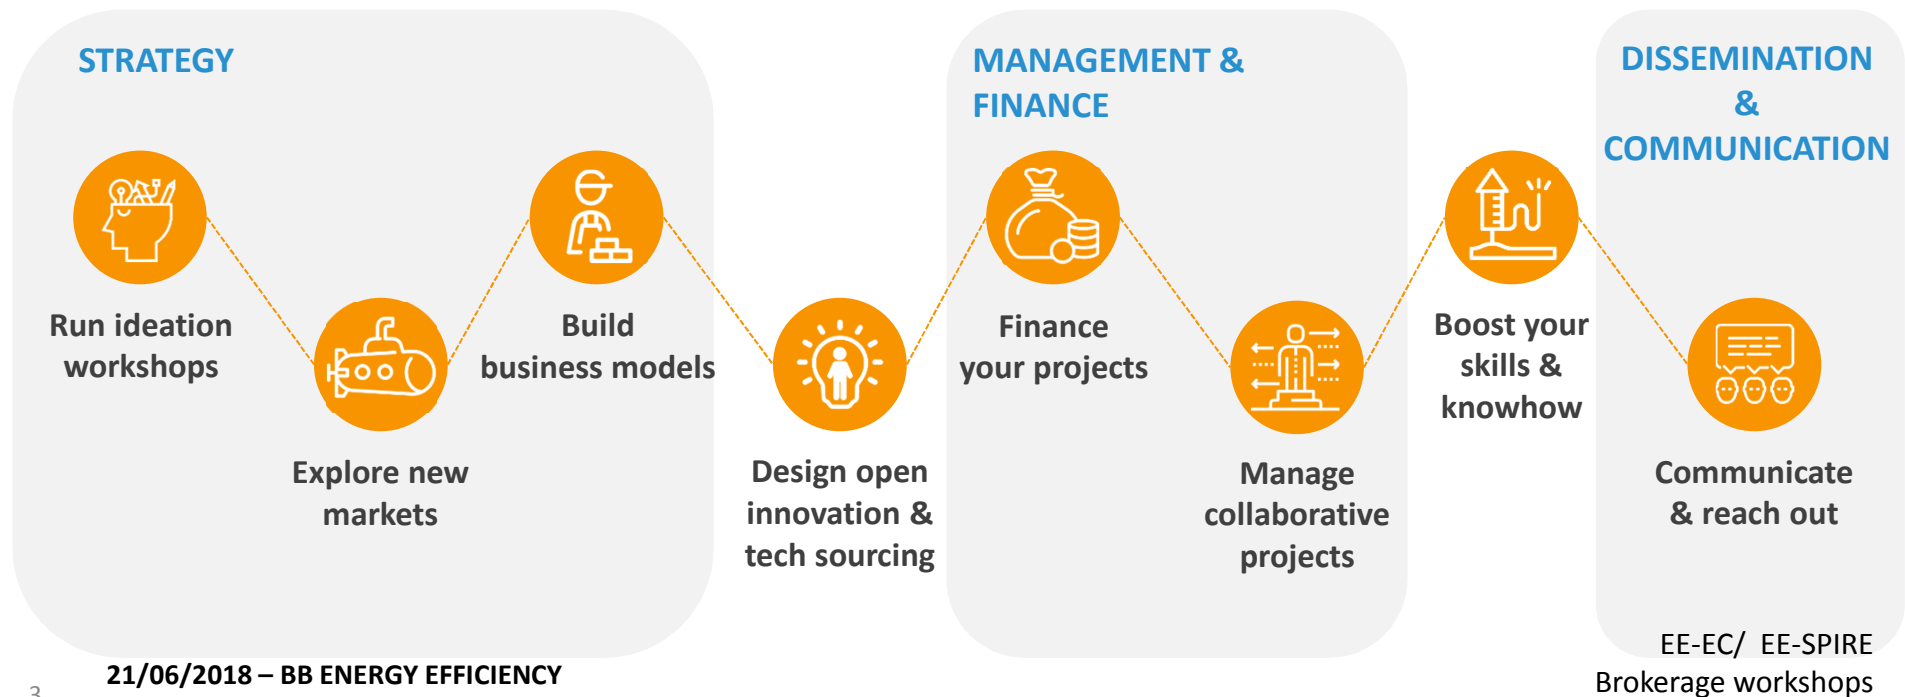 STRATEGY
Run ideation
workshops
Explore new
markets
Build
business models
Design open
innovation &
tech sourcing
MANAGEMENT &
FINANCE
Finance
your projects
Manage
collaborative
projects
Boost your
skills &
knowhow
DISSEMINATION
&
COMMUNICATION
Communicate
& reach out
21/06/2018 – BB ENERGY EFFICIENCY
EE-EC/ EE-SPIRE
Brokerage workshops
3